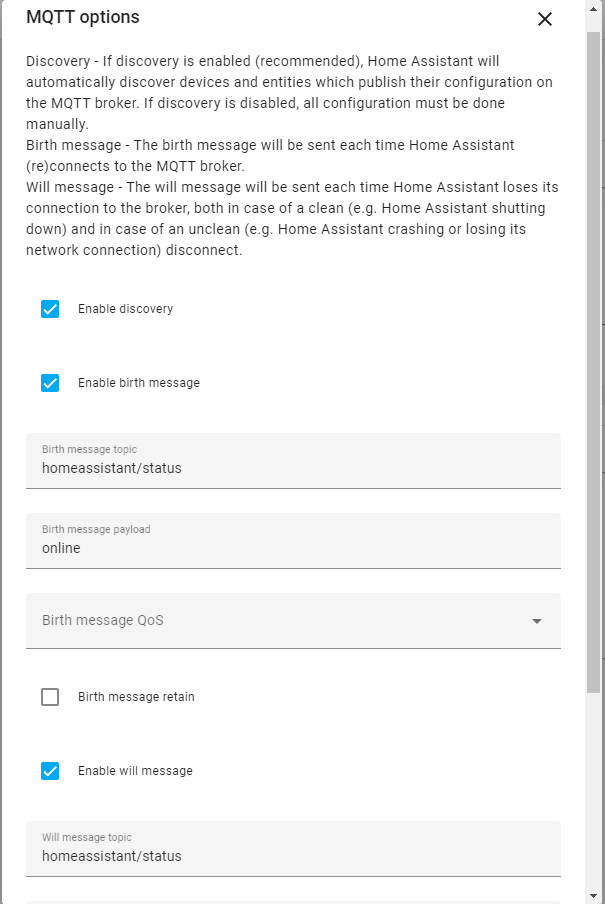 MQTT options
Discovery - If discovery is enabled (recommended), Home Assistant will
automatically discover devices and entities which publish their configuration on
the MQTT broker. If discovery is disabled, all configuration must be done
manually.
Birth message - The birth message will be sent each time Home Assistant
(re)connects to the MQTT broker.
Will message - The will message will be sent each time Home Assistant loses its
connection to the broker, both in case of a clean (e.g. Home Assistant shutting
down) and in case of an unclean (e.g. Home Assistant crashing or losing its
network connection) disconnect.
Enable discovery
Enable birth message
Birth message topic
homeassistant/status
Birth message payload
online
Birth message QoS
Birth message retain
Enable will message
Will message topic
homeassistant/status